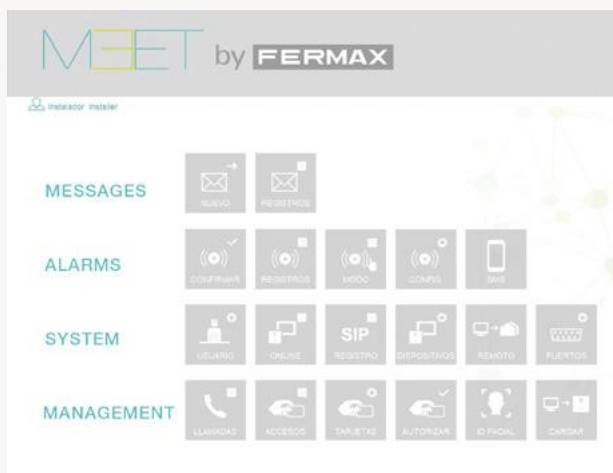 MEET by FERMAX
Instalador Installer
MESSAGES
NUEVO REGISTROS
ALARMS
CONFIRMAR REGISTROS MODO CONFIG SMS
SYSTEM
SIP
USUARIO ONLINE REGISTRO DISPOSITIVOS REMOTO PUERTOS
MANAGEMENT
LLAMADAS ACCESOS TARJETAS AUTORIZAR ID FACIAL CARGAR